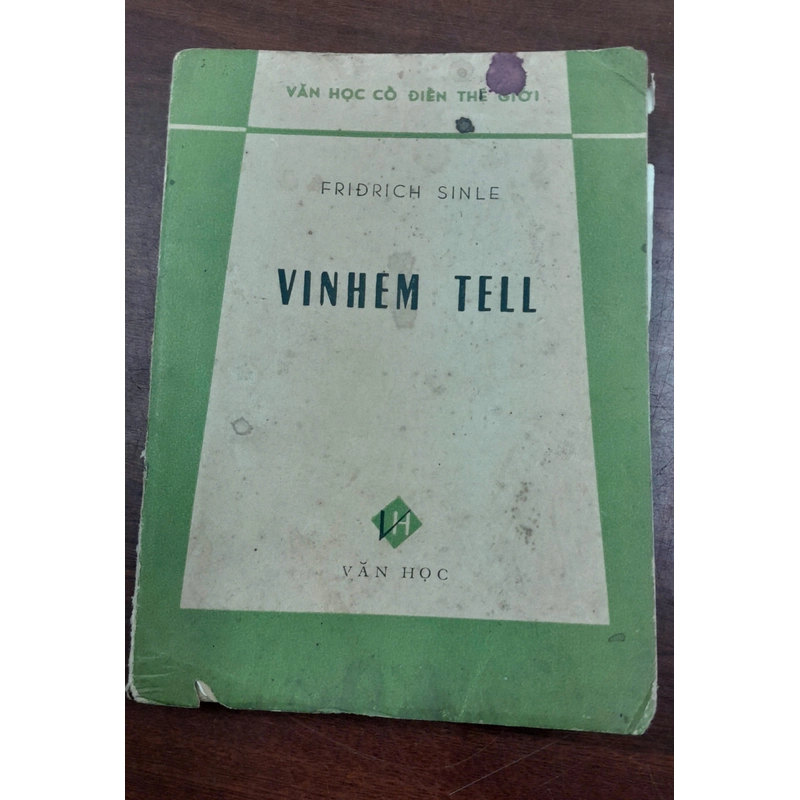 VĂN HỌC CỔ ĐIỂN THẾ GIỚI
FRIĐRICH SINLE
VINHEM TELL
VH
VĂN HỌC